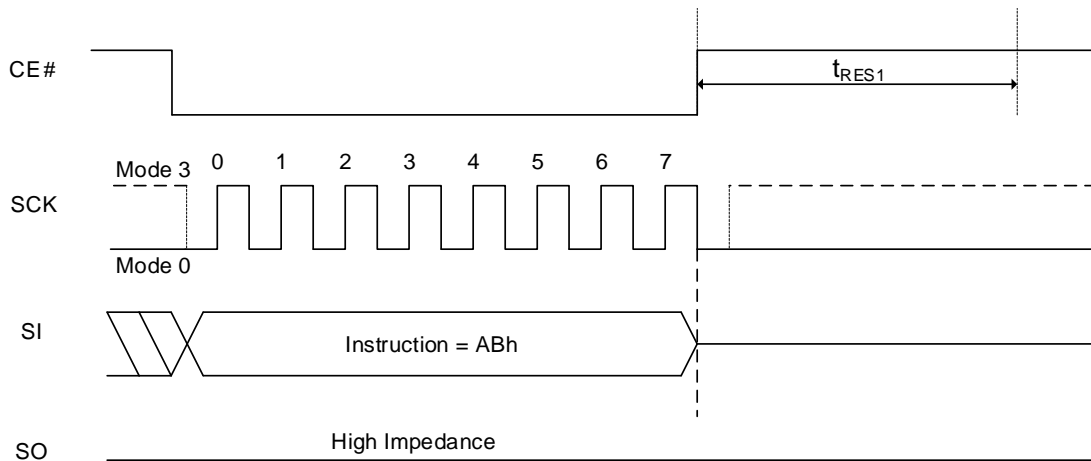 CE#
tRES1
Mode 3 0 1 2 3 4 5 6 7
SCK
Mode 0
SI
Instruction = ABh
High Impedance
SO